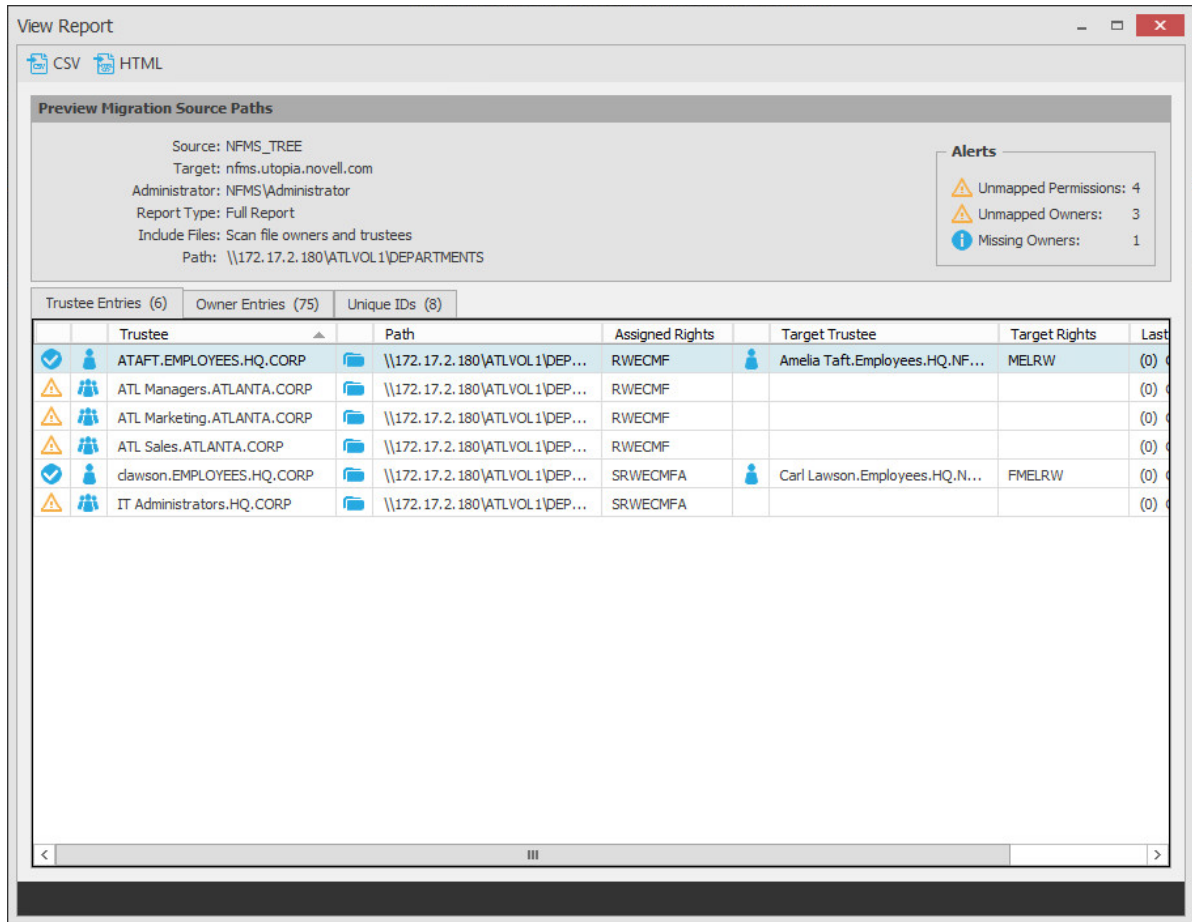 View Report
CSV HTML
Preview Migration Source Paths
Source: NFMS_TREE
Target: nfms.utopia.novell.com
Administrator: NFMS\Administrator
Report Type: Full Report
Include Files: Scan file owners and trustees
Path: \\172.17.2.180\ATLVOL1\DEPARTMENTS
Alerts
Unmapped Permissions: 4
Unmapped Owners: 3
Missing Owners: 1
Trustee Entries (6) Owner Entries (75) Unique IDs (8)
Trustee Path Assigned Rights Target Trustee Target Rights Last
ATAFT.EMPLOYEES.HQ.CORP \\172.17.2.180\ATLVOL1\DEP... RWECMF Amelia Taft.Employees.HQ.NF... MELRW (0)
ATL Managers.ATLANTA.CORP \\172.17.2.180\ATLVOL1\DEP... RWECMF (0)
ATL Marketing.ATLANTA.CORP \\172.17.2.180\ATLVOL1\DEP... RWECMF (0)
ATL Sales.ATLANTA.CORP \\172.17.2.180\ATLVOL1\DEP... RWECMF (0)
clawson.EMPLOYEES.HQ.CORP \\172.17.2.180\ATLVOL1\DEP... SRWECMFA Carl Lawson.Employees.HQ.N... FMELRW (0)
IT Administrators.HQ.CORP \\172.17.2.180\ATLVOL1\DEP... SRWECMFA (0)